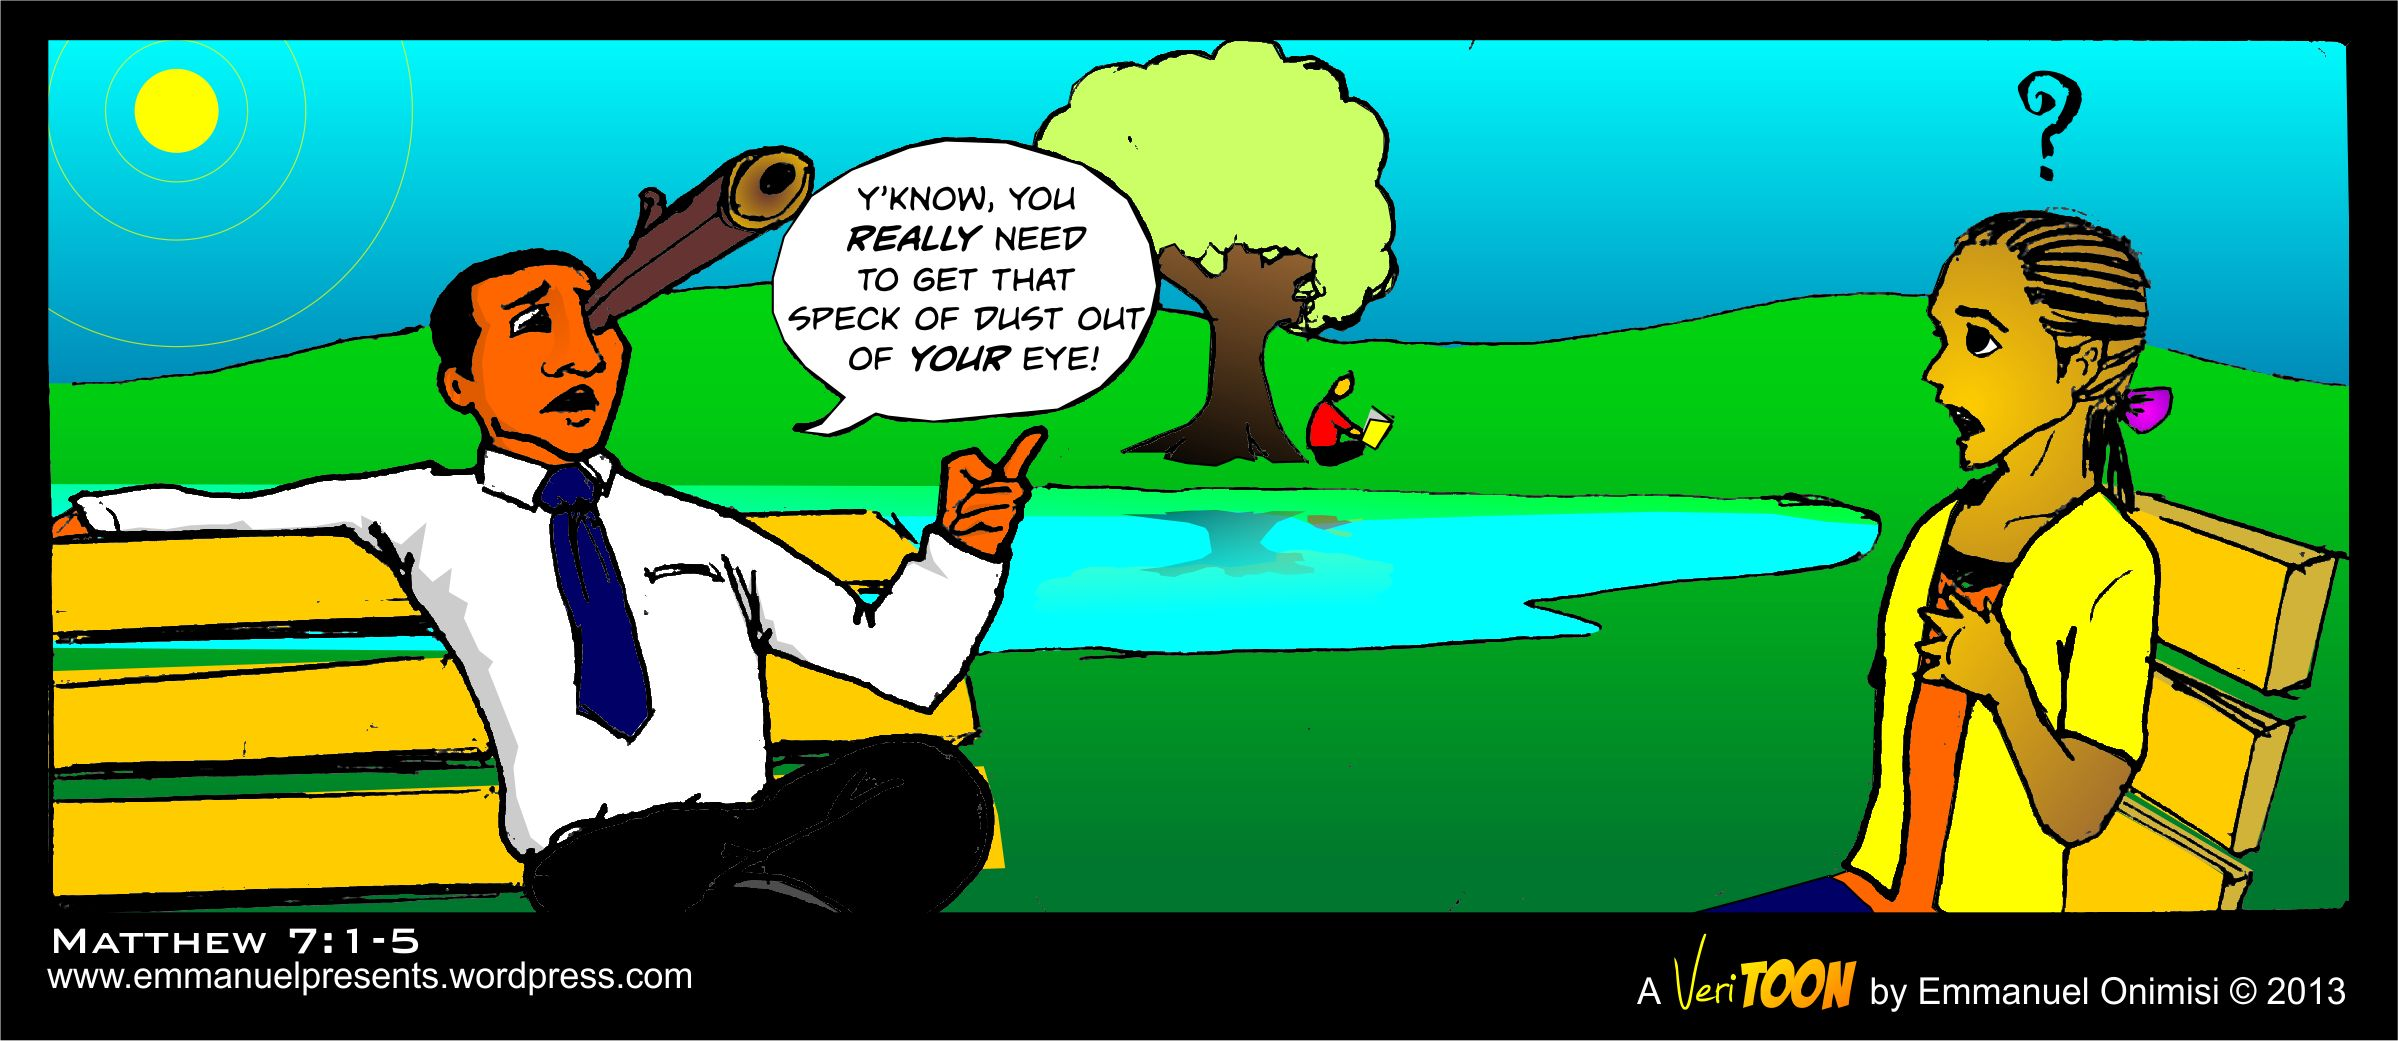 Y'KNOW, YOU
REALLY NEED
TO GET THAT
SPECK OF DUST OUT
OF YOUR EYE!
?
MATTHEW 7:1-5
www.emmanuelpresents.wordpress.com
A VeriTOON by Emmanuel Onimisi © 2013